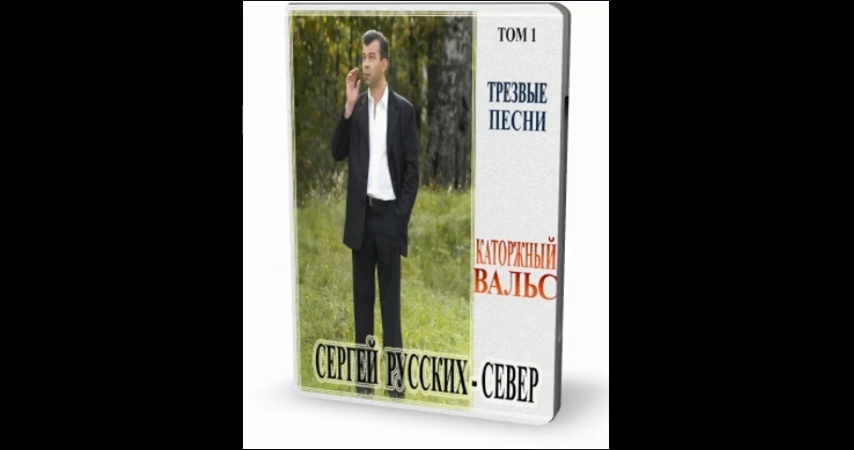 ТОМ 1
ТРЕЗВЫЕ
ПЕСНИ
КАТОРЖНЫЙ
ВАЛЬС
СЕРГЕЙ РУССКИХ - СЕВЕР